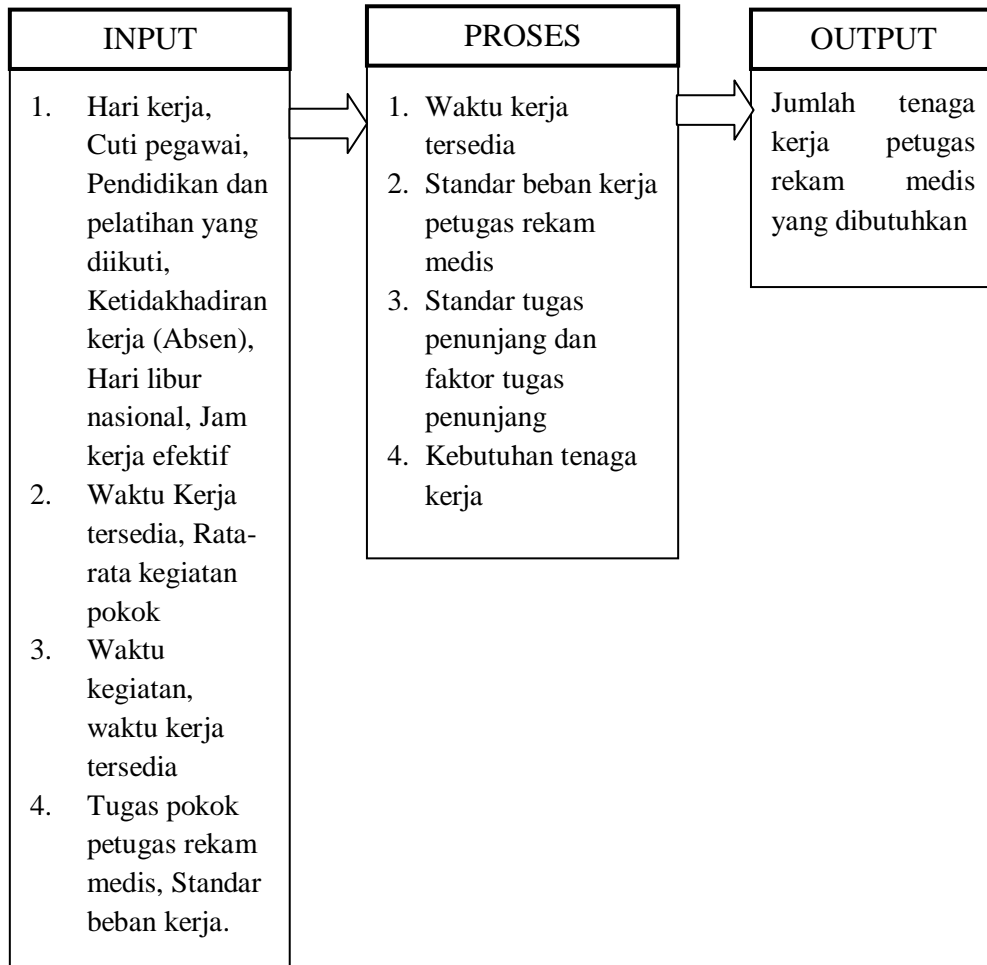 INPUT
1. Hari kerja,
Cuti pegawai,
Pendidikan dan
pelatihan yang
diikuti,
Ketidakhadiran
kerja (Absen),
Hari libur
nasional, Jam
kerja efektif
2. Waktu Kerja
tersedia, Rata-
rata kegiatan
pokok
3. Waktu
kegiatan,
waktu kerja
tersedia
4. Tugas pokok
petugas rekam
medis, Standar
beban kerja.
PROSES
1. Waktu kerja
tersedia
2. Standar beban kerja
petugas rekam
medis
3. Standar tugas
penunjang dan
faktor tugas
penunjang
4. Kebutuhan tenaga
kerja
OUTPUT
Jumlah tenaga
kerja petugas
rekam medis
yang dibutuhkan